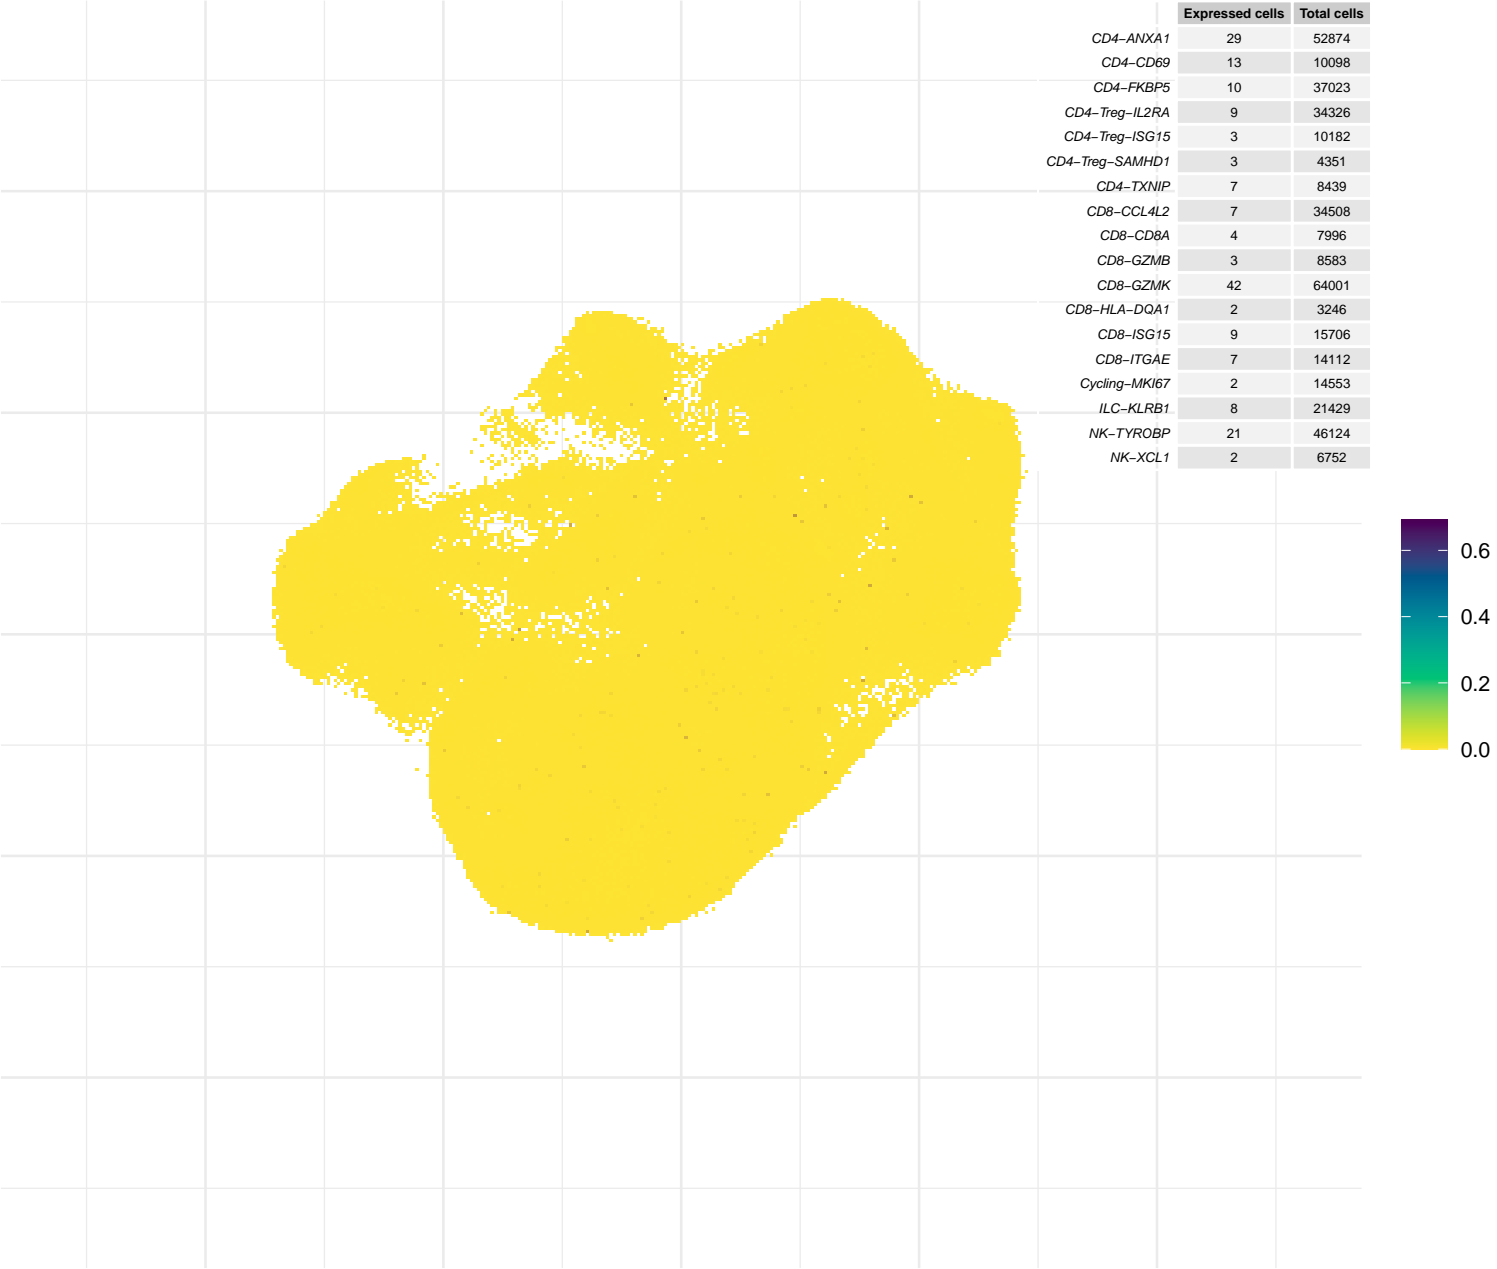 Expressed cells Total cells
CD4−ANXA1 29 52874
CD4−CD69 13 10098
CD4−FKBP5 10 37023
CD4−Treg−IL2RA 9 34326
CD4−Treg−ISG15 3 10182
CD4−Treg−SAMHD1 3 4351
CD4−TXNIP 7 8439
CD8−CCL4L2 7 34508
CD8−CD8A 4 7996
CD8−GZMB 3 8583
CD8−GZMK 42 64001
CD8−HLA−DQA1 2 3246
CD8−ISG15 9 15706
CD8−ITGAE 7 14112
Cycling−MKI67 2 14553
ILC−KLRB1 8 21429
NK−TYROBP 21 46124
NK−XCL1 2 6752
0.6
0.4
0.2
0.0